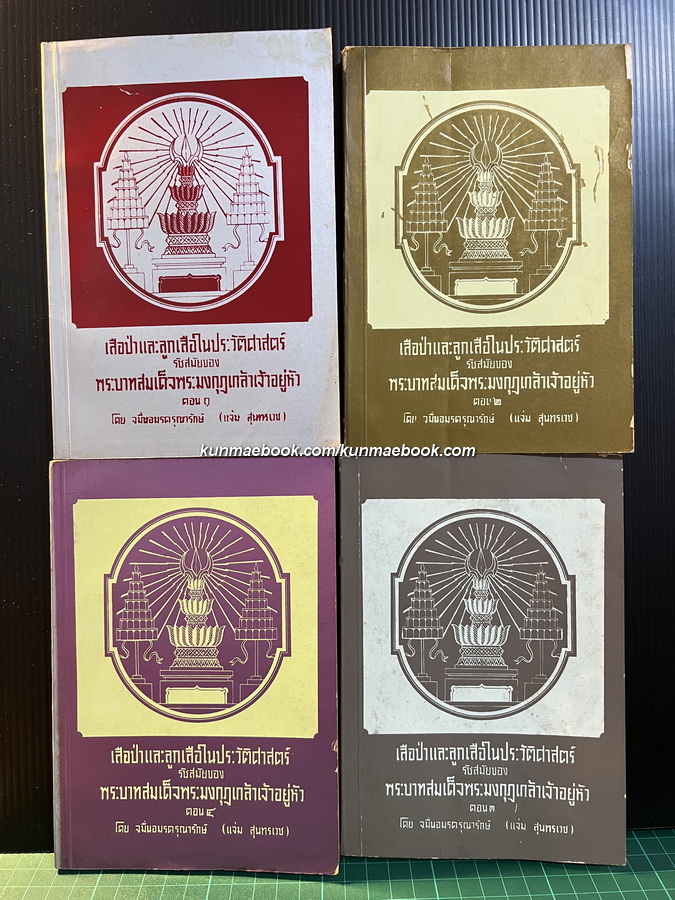 เสือป่าและลูกเสือในประวัติศาสตร์
รัชสมัยของ
พระบาทสมเด็จพระมงกุฎเกล้าเจ้าอยู่หัว
ตอน ๑
โดย จมื่นอมรดรุณารักษ์ (แจ่ม สุนทรเวช)
เสือป่าและลูกเสือในประวัติศาสตร์
รัชสมัยของ
พระบาทสมเด็จพระมงกุฎเกล้าเจ้าอยู่หัว
ตอน ๒
โดย จมื่นอมรดรุณารักษ์ (แจ่ม สุนทรเวช)
kunmaebook.com/kunmaebook.com
เสือป่าและลูกเสือในประวัติศาสตร์
รัชสมัยของ
พระบาทสมเด็จพระมงกุฎเกล้าเจ้าอยู่หัว
ตอน ๔
โดย จมื่นอมรดรุณารักษ์ (แจ่ม สุนทรเวช)
เสือป่าและลูกเสือในประวัติศาสตร์
รัชสมัยของ
พระบาทสมเด็จพระมงกุฎเกล้าเจ้าอยู่หัว
ตอน ๓
โดย จมื่นอมรดรุณารักษ์ (แจ่ม สุนทรเวช)